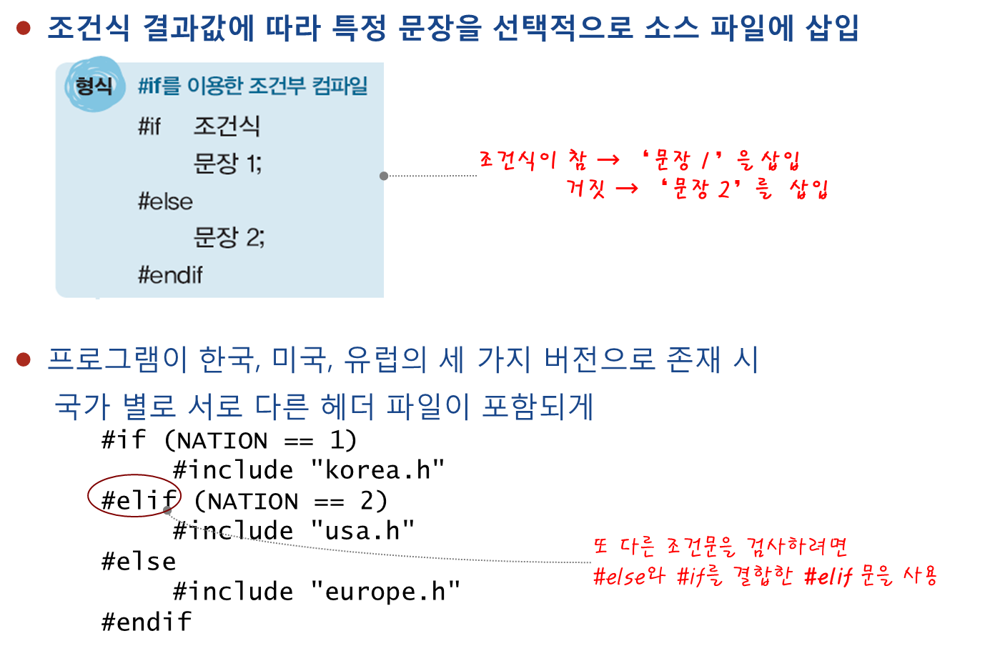 조건식 결과값에 따라 특정 문장을 선택적으로 소스 파일에 삽입
형식 #if를 이용한 조건부 컴파일
#if 조건식
문장 1;
#else
문장 2;
#endif
조건식이 참 → ‘문장 1’을 삽입
거짓 → ‘문장 2’를 삽입
프로그램이 한국, 미국, 유럽의 세 가지 버전으로 존재 시
국가 별로 서로 다른 헤더 파일이 포함되게
#if (NATION == 1)
#include "korea.h"
#elif (NATION == 2)
#include "usa.h"
#else
#include "europe.h"
#endif
또 다른 조건문을 검사하려면
#else와 #if를 결합한 #elif 문을 사용